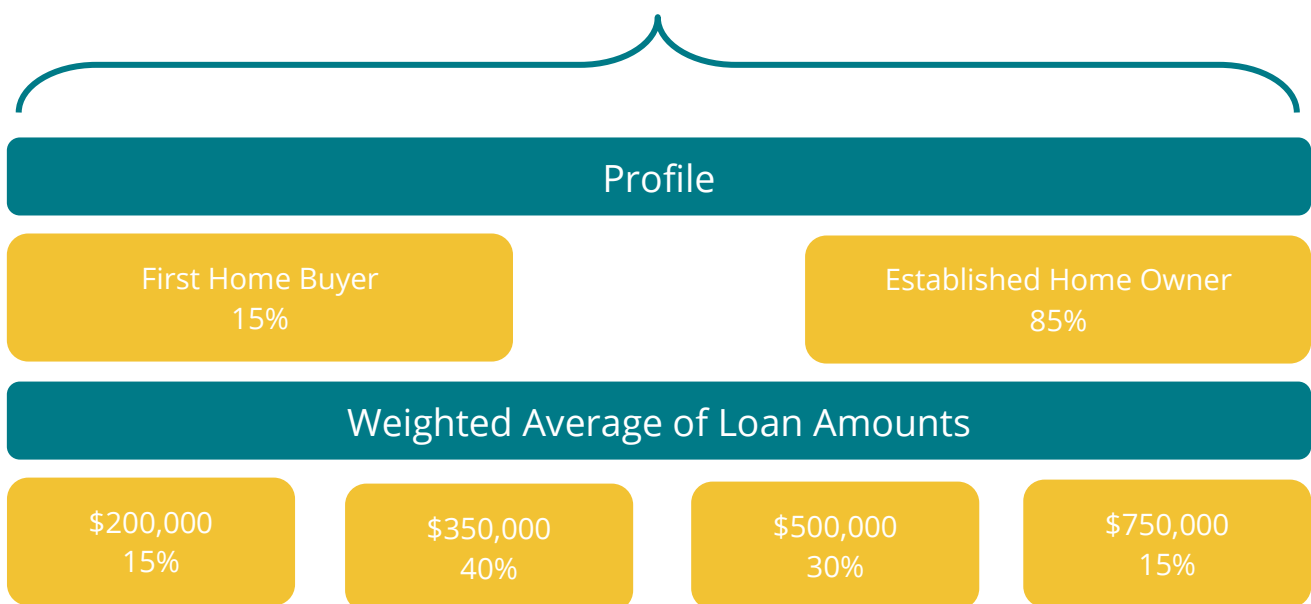 Profile
First Home Buyer
15%
Established Home Owner
85%
Weighted Average of Loan Amounts
$200,000
15%
$350,000
40%
$500,000
30%
$750,000
15%